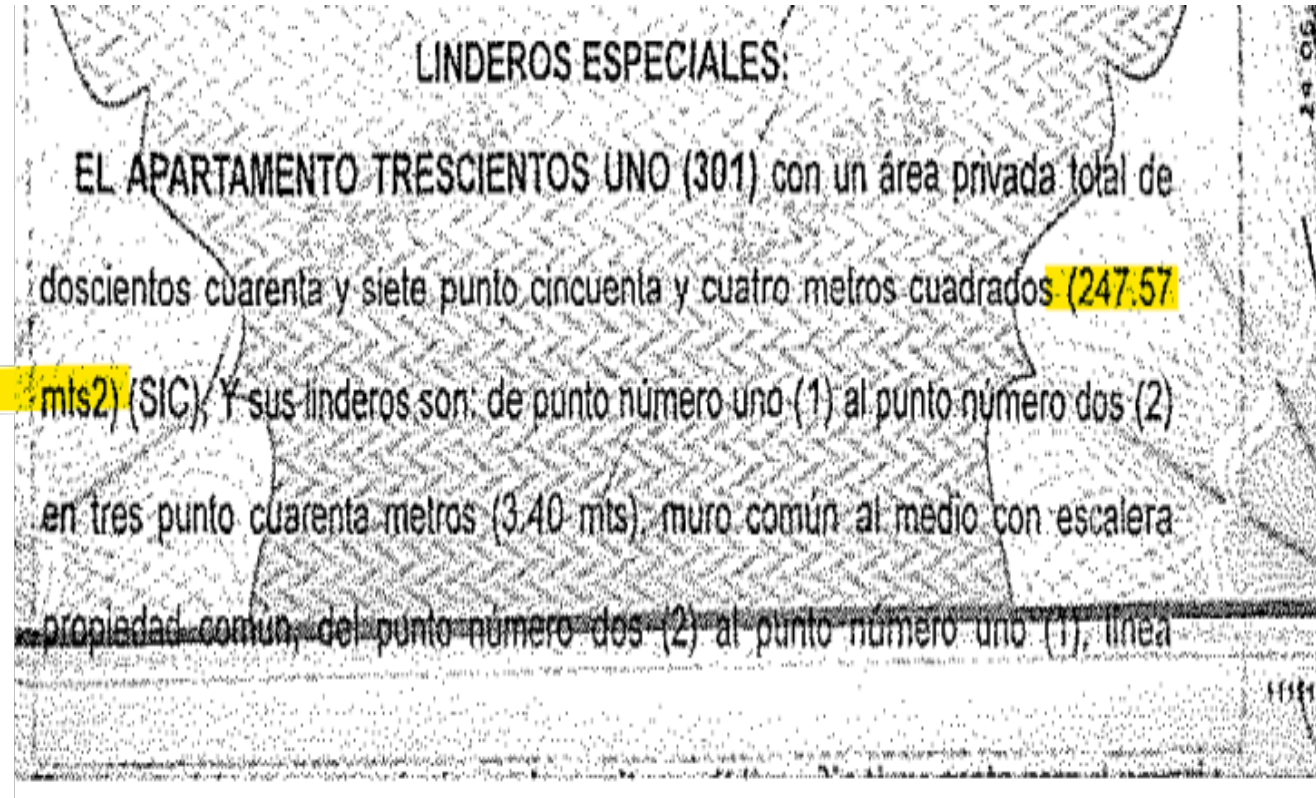 LINDEROS ESPECIALES:
EL APARTAMENTO TRESCIENTOS UNO (301) con un área privada total de
doscientos cuarenta y siete punto cincuenta y cuatro metros cuadrados (247.57
mts2) (SIC), Y sus linderos son: de punto número uno (1) al punto número dos (2)
en tres punto cuarenta metros (3.40 mts), muro común al medio con escalera
propiedad común, del punto número dos (2) al punto número uno (1), línea